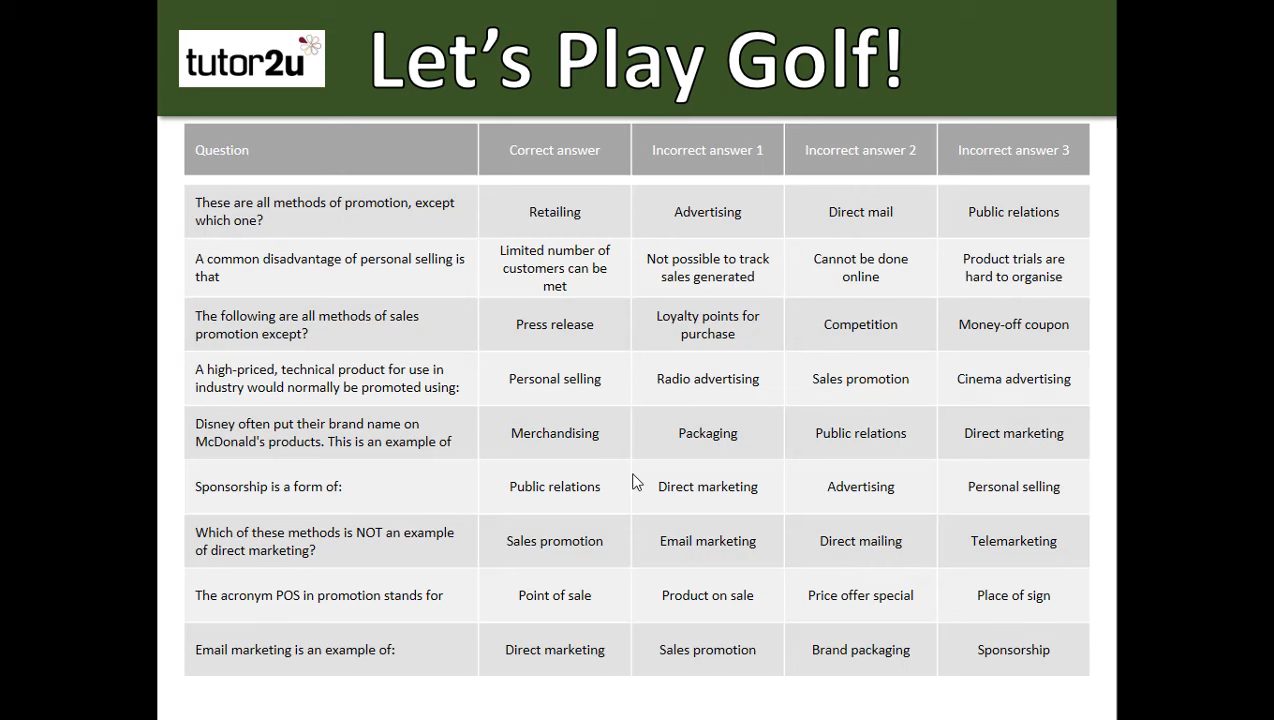 tutor2u
Let's Play Golf!
Question
Correct answer
Incorrect answer 1
Incorrect answer 2
Incorrect answer 3
These are all methods of promotion, except
which one?
Retailing
Advertising
Direct mail
Public relations
A common disadvantage of personal selling is
that
Limited number of
customers can be
met
Not possible to track
sales generated
Cannot be done
online
Product trials are
hard to organise
The following are all methods of sales
promotion except?
Press release
Loyalty points for
purchase
Competition
Money-off coupon
A high-priced, technical product for use in
industry would normally be promoted using:
Personal selling
Radio advertising
Sales promotion
Cinema advertising
Disney often put their brand name on
McDonald's products. This is an example of
Merchandising
Packaging
Public relations
Direct marketing
Sponsorship is a form of:
Public relations
Direct marketing
Advertising
Personal selling
Which of these methods is NOT an example
of direct marketing?
Sales promotion
Email marketing
Direct mailing
Telemarketing
The acronym POS in promotion stands for
Point of sale
Product on sale
Price offer special
Place of sign
Email marketing is an example of:
Direct marketing
Sales promotion
Brand packaging
Sponsorship